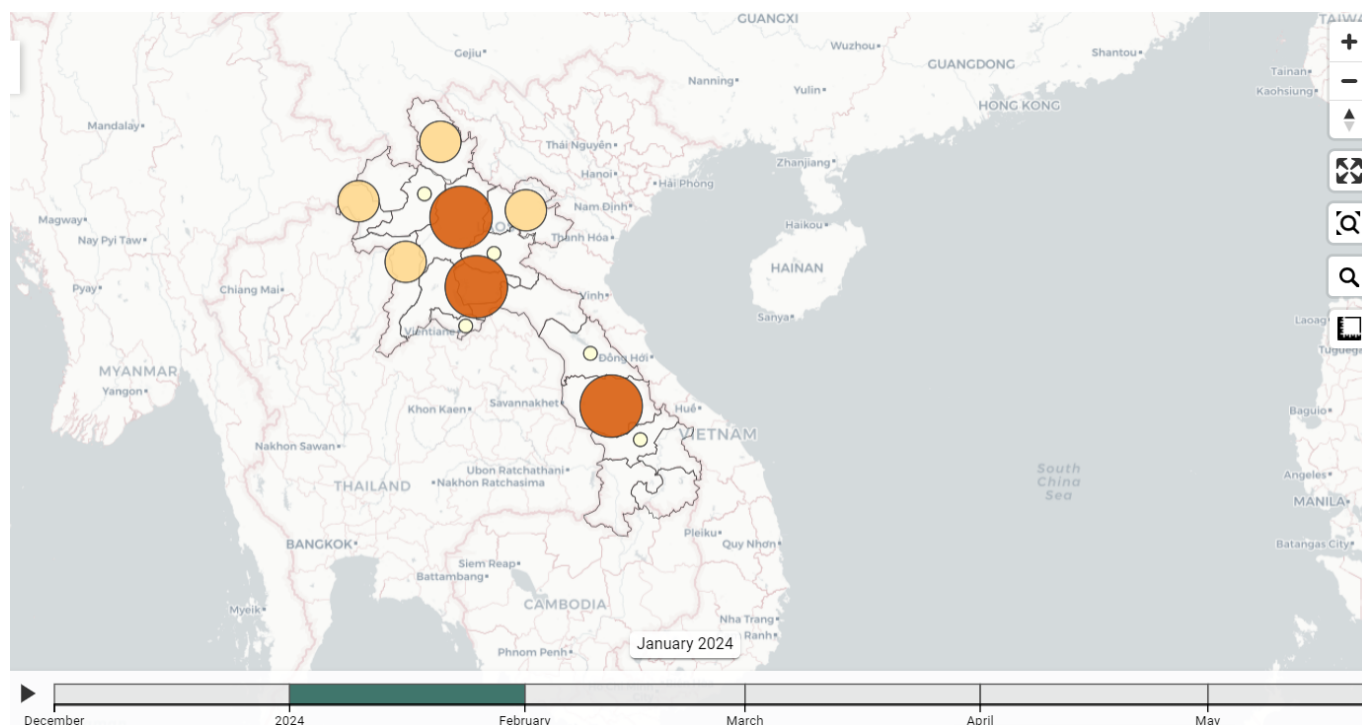 GUANGXI
TAIWA
Gejiu
Wuzhou
Shantou
GUANGDONG
Tainan
Nanning
Yulin
Kaohsiung
HONG KONG
Mandalay
Thái Nguyên
Zhanjiang
Hanoi
Hải Phòng
Magway
Nam Định
Haikou
Nay Pyi Taw
Thanh Hóa
HAINAN
Pyay
Chiang Mai
Vinh
Sanya
Laoag
Vientiane
Đồng Hới
Tuguega
MYANMAR
Yangon
Khon Kaen
Savannakhet
Huế
Baguio
VIETNAM
Nakhon Sawan
Ubon Ratchathani
South
China
Sea
Angeles
THAILAND
Nakhon Ratchasima
MANILA
Pleiku
BANGKOK
Quy Nhơn
Batangas City
Siem Reap
Battambang
CAMBODIA
Myeik
Nha Trang
Ranh
January 2024
Phnom Penh
December
2024
February
March
April
May